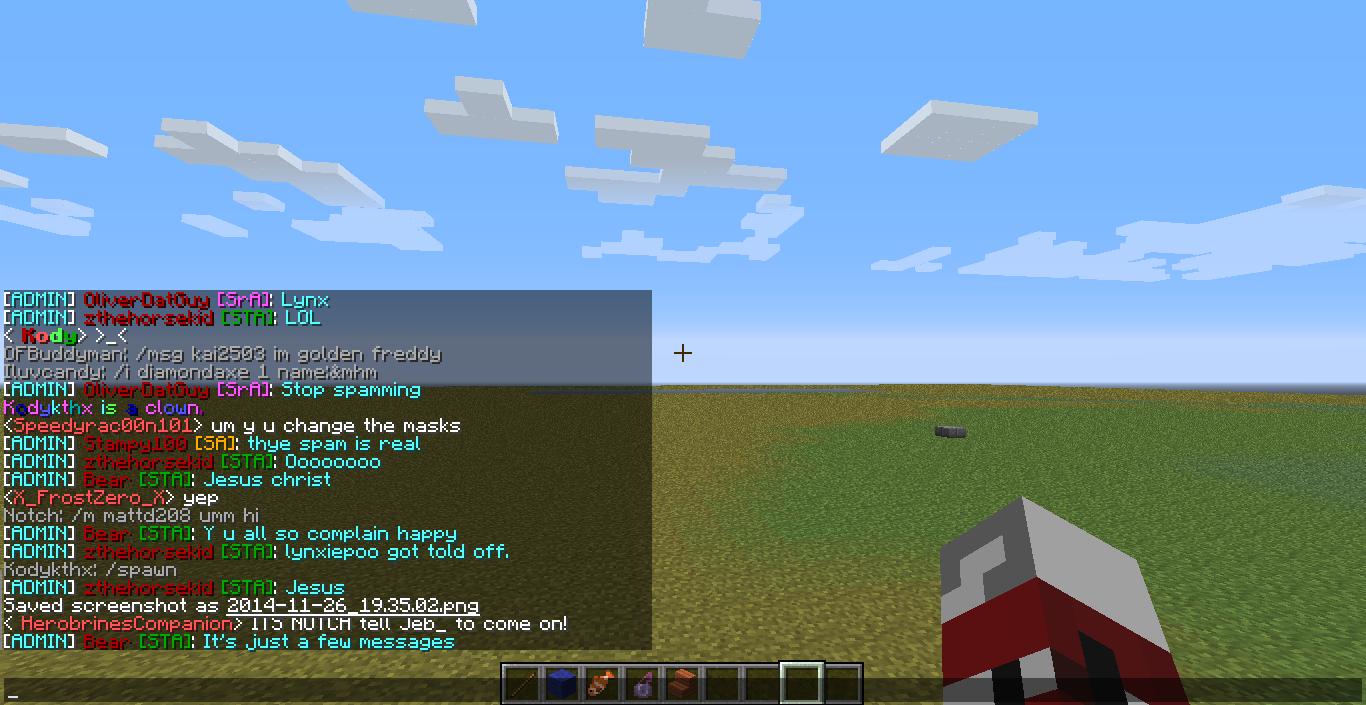 [ADMIN] OliverDatGuy [SrA]: Lynx
[ADMIN] zthehorsekid [STA]: LOL
< Kody> >_<
OFBuddyman: /msg kai2503 im golden freddy
Iluvcandy: /i diamondaxe 1 name:&mhm
[ADMIN] OliverDatGuy [SrA]: Stop spamming
Kodykthx is a clown.
<Speedyrac00n101> um y u change the masks
[ADMIN] Stampy100 [SA]: thye spam is real
[ADMIN] zthehorsekid [STA]: Oooooooo
[ADMIN] Bear [STA]: Jesus christ
<X_FrostZero_X> yep
Notch: /m mattd208 umm hi
[ADMIN] Bear [STA]: Y u all so complain happy
[ADMIN] zthehorsekid [STA]: lynxiepoo got told off.
Kodykthx: /spawn
[ADMIN] zthehorsekid [STA]: Jesus
Saved screenshot as 2014-11-26_19.35.02.png
< HerobrinesCompanion> ITS NOTCH tell Jeb_ to come on!
[ADMIN] Bear [STA]: It's just a few messages
_